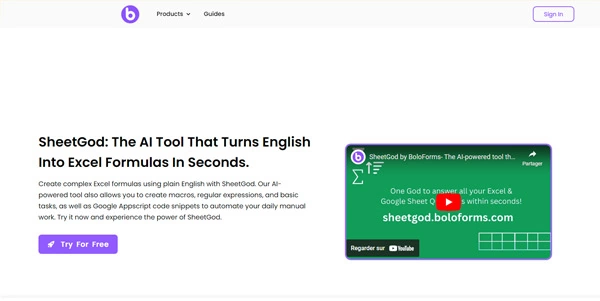 b
Products
Guides
Sign In
SheetGod: The AI Tool That Turns English
Into Excel Formulas In Seconds.
Create complex Excel formulas using plain English with SheetGod. Our AI-
powered tool also allows you to create macros, regular expressions, and basic
tasks, as well as Google Appscript code snippets to automate your daily manual
work. Try it now and experience the power of SheetGod.
Try For Free
SheetGod by BoloForms- The AI-powered tool th...
Partager
One God to answer all your Excel &
Google Sheet Q s within seconds!
sheetgod.boloforms.com
Regarder sur YouTube